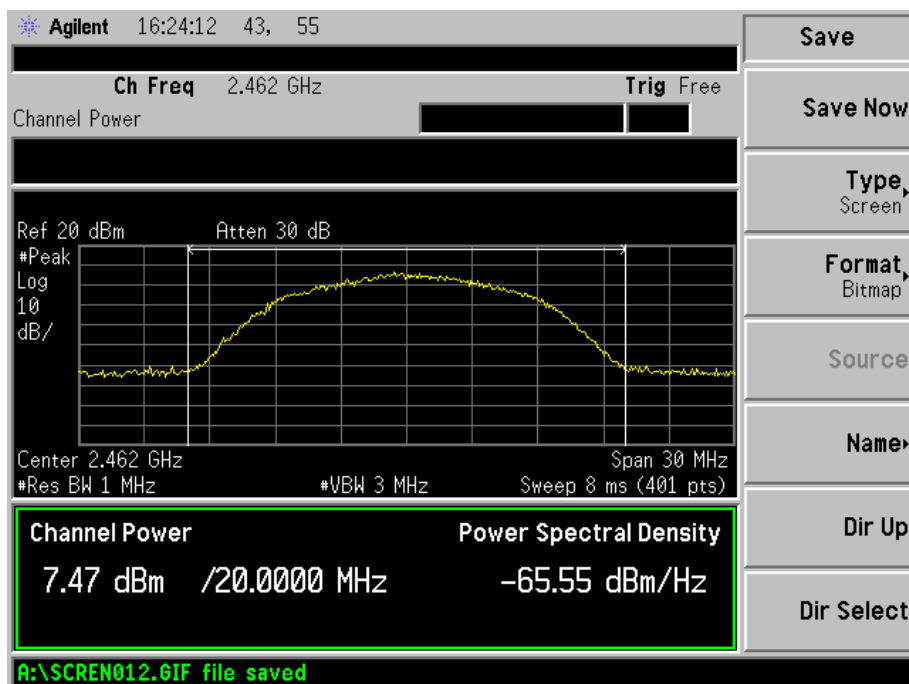 Agilent 16:24:12 43, 55
Save
Ch Freq 2.462 GHz Trig Free
Channel Power
Save Now
Type
Screen
Ref 20 dBm Atten 30 dB
#Peak
Log
10
dB/
Format
Bitmap
Source
Name
Center 2.462 GHz Span 30 MHz
#Res BW 1 MHz #VBW 3 MHz Sweep 8 ms (401 pts)
Channel Power Power Spectral Density
7.47 dBm /20.0000 MHz -65.55 dBm/Hz
Dir Up
Dir Select
A:\SCREN012.GIF file saved